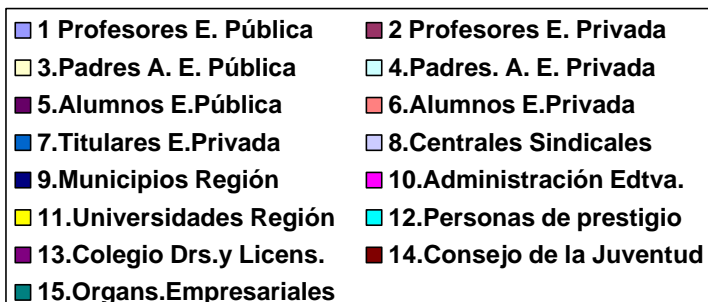 1 Profesores E. Pública 2 Profesores E. Privada
3.Padres A. E. Pública 4.Padres. A. E. Privada
5.Alumnos E.Pública 6.Alumnos E.Privada
7.Titulares E.Privada 8.Centrales Sindicales
9.Municipios Región 10.Administración Edtva.
11.Universidades Región 12.Personas de prestigio
13.Colegio Drs.y Licens. 14.Consejo de la Juventud
15.Organs.Empresariales